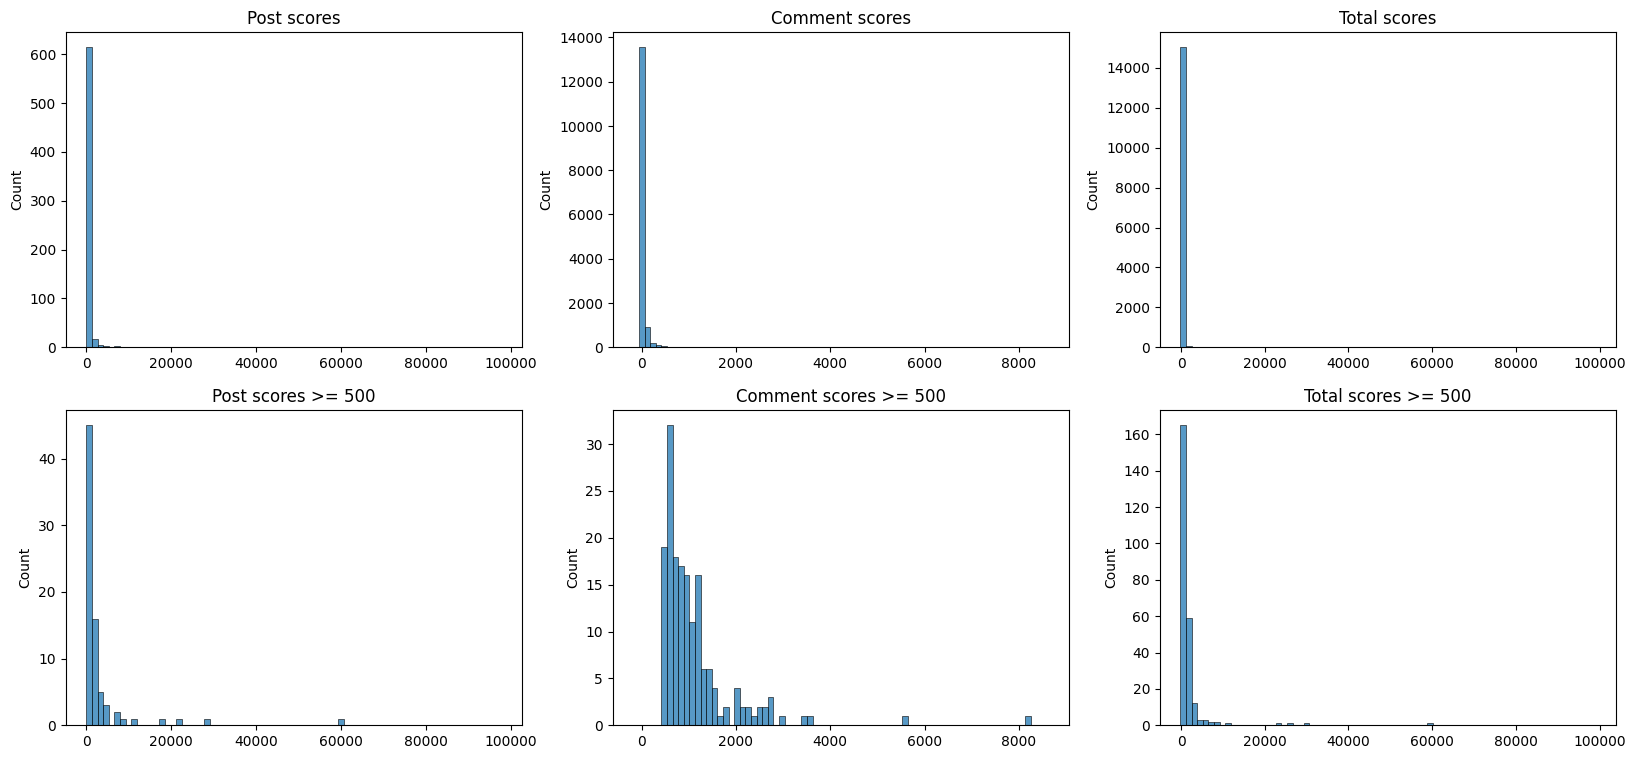 Post scores
Comment scores
Total scores
Count
600
500
400
300
200
100
0
0 20000 40000 60000 80000 100000
Count
14000
12000
10000
8000
6000
4000
2000
0
0 2000 4000 6000 8000
Count
14000
12000
10000
8000
6000
4000
2000
0
0 20000 40000 60000 80000 100000
Post scores >= 500
Comment scores >= 500
Total scores >= 500
Count
40
30
20
10
0
0 20000 40000 60000 80000 100000
Count
30
25
20
15
10
5
0
0 2000 4000 6000 8000
Count
160
140
120
100
80
60
40
20
0
0 20000 40000 60000 80000 100000